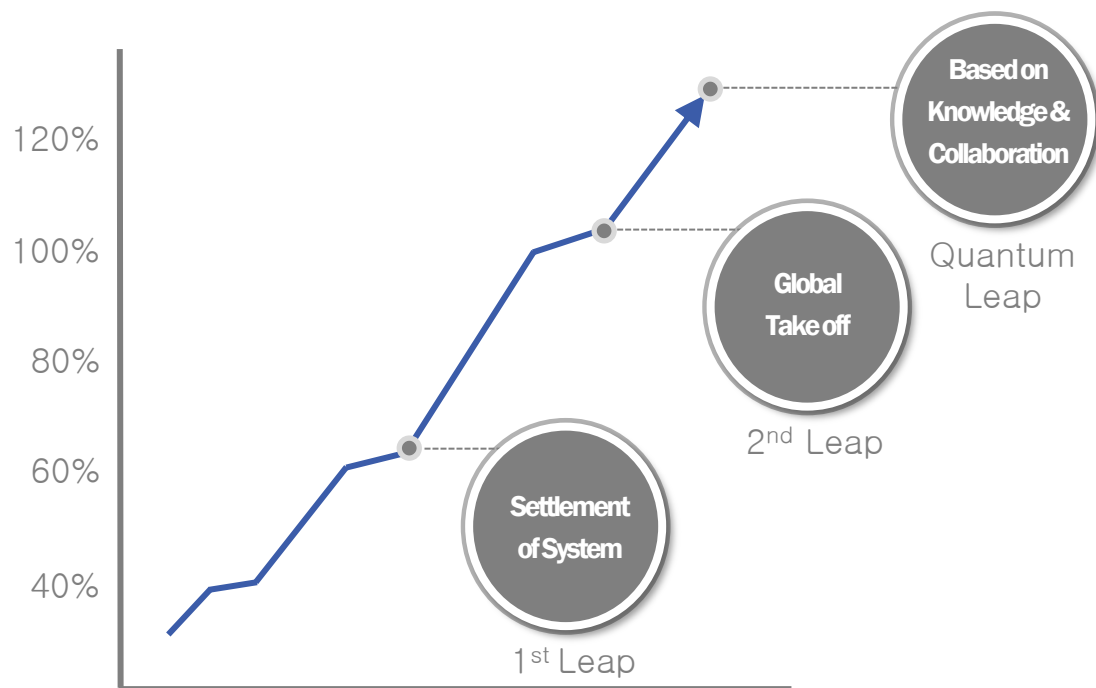 120%
100%
80%
60%
40%
Based on
Knowledge &
Collaboration
Quantum
Leap
Global
Take off
2nd Leap
Settlement
of System
1st Leap